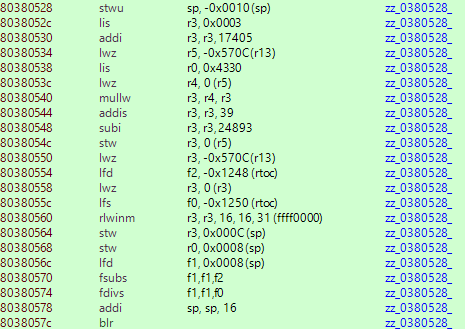 80380528 stwu sp, -0x0010 (sp) zz_0380528_
8038052c lis r3, 0x0003 zz_0380528_
80380530 addi r3, r3, 17405 zz_0380528_
80380534 lwz r5, -0x570C(r13) zz_0380528_
80380538 lis r0, 0x4330 zz_0380528_
8038053c lwz r4, 0 (r5) zz_0380528_
80380540 mullw r3, r4, r3 zz_0380528_
80380544 addis r3, r3, 39 zz_0380528_
80380548 subi r3, r3, 24893 zz_0380528_
8038054c stw r3, 0 (r5) zz_0380528_
80380550 lwz r3, -0x570C(r13) zz_0380528_
80380554 lfd f2, -0x1248 (rtoc) zz_0380528_
80380558 lwz r3, 0 (r3) zz_0380528_
8038055c lfs f0, -0x1250 (rtoc) zz_0380528_
80380560 rlwinm r3, r3, 16, 16, 31 (ffff0000) zz_0380528_
80380564 stw r3, 0x000C (sp) zz_0380528_
80380568 stw r0, 0x0008 (sp) zz_0380528_
8038056c lfd f1, 0x0008 (sp) zz_0380528_
80380570 fsubs f1,f1,f2 zz_0380528_
80380574 fdivs f1,f1,f0 zz_0380528_
80380578 addi sp, sp, 16 zz_0380528_
8038057c blr zz_0380528_